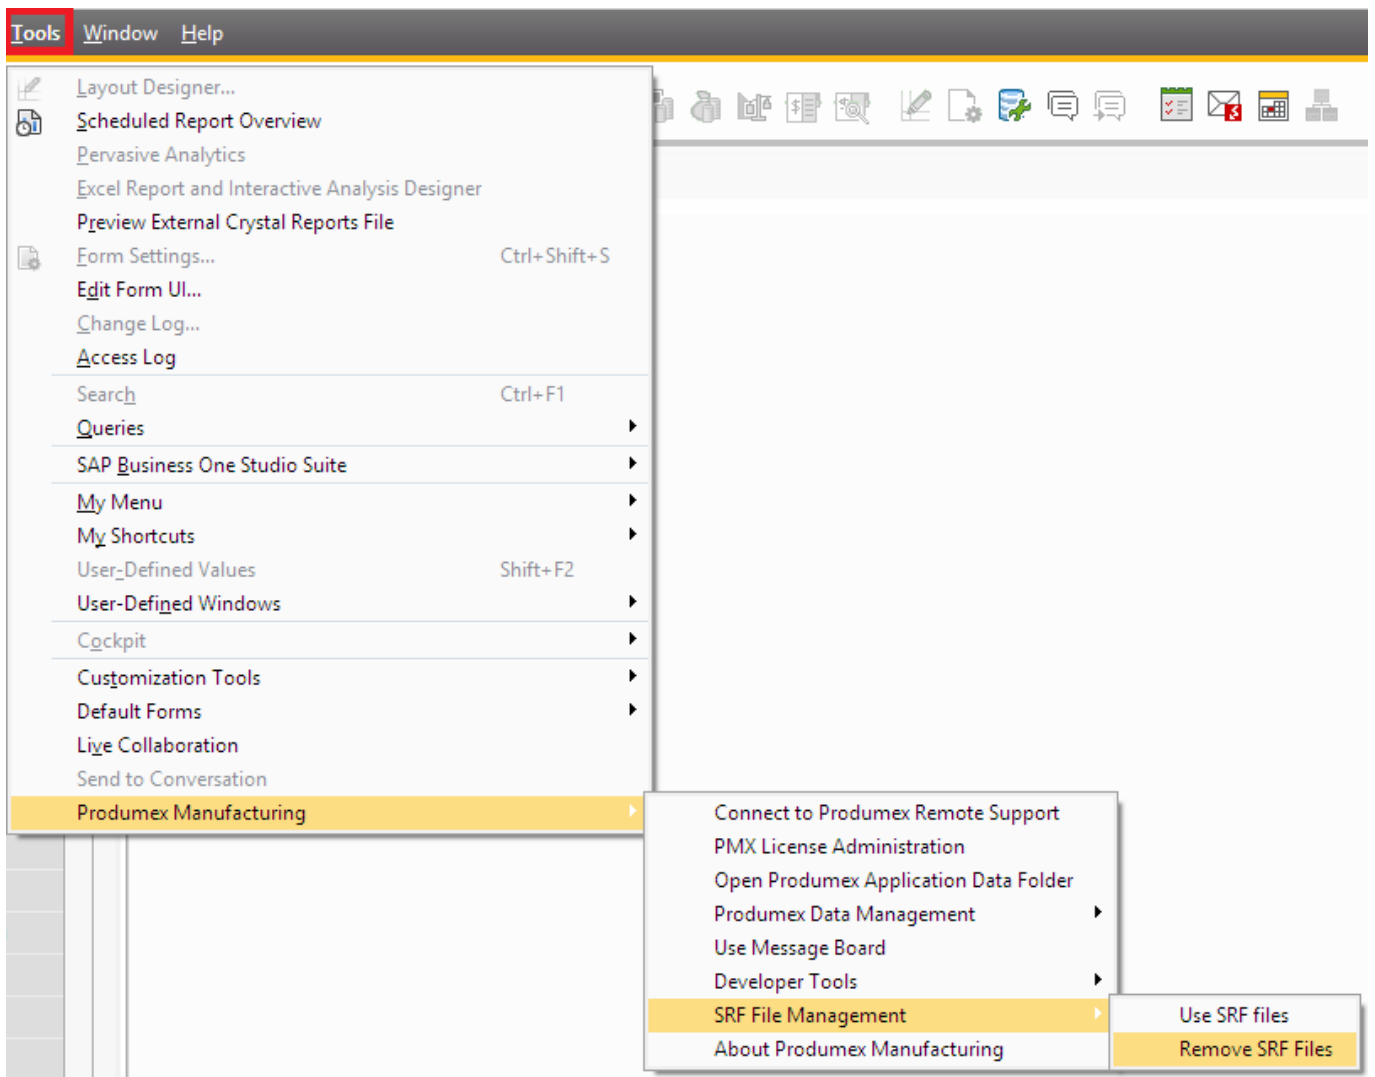 Tools Window Help
Layout Designer...
Scheduled Report Overview
Pervasive Analytics
Excel Report and Interactive Analysis Designer
Preview External Crystal Reports File
Form Settings... Ctrl+Shift+S
Edit Form UI...
Change Log...
Access Log
Search Ctrl+F1
Queries
SAP Business One Studio Suite
My Menu
My Shortcuts
User-Defined Values Shift+F2
User-Defined Windows
Cockpit
Customization Tools
Default Forms
Live Collaboration
Send to Conversation
Produmex Manufacturing
Connect to Produmex Remote Support
PMX License Administration
Open Produmex Application Data Folder
Produmex Data Management
Use Message Board
Developer Tools
SRF File Management
About Produmex Manufacturing
Use SRF files
Remove SRF Files